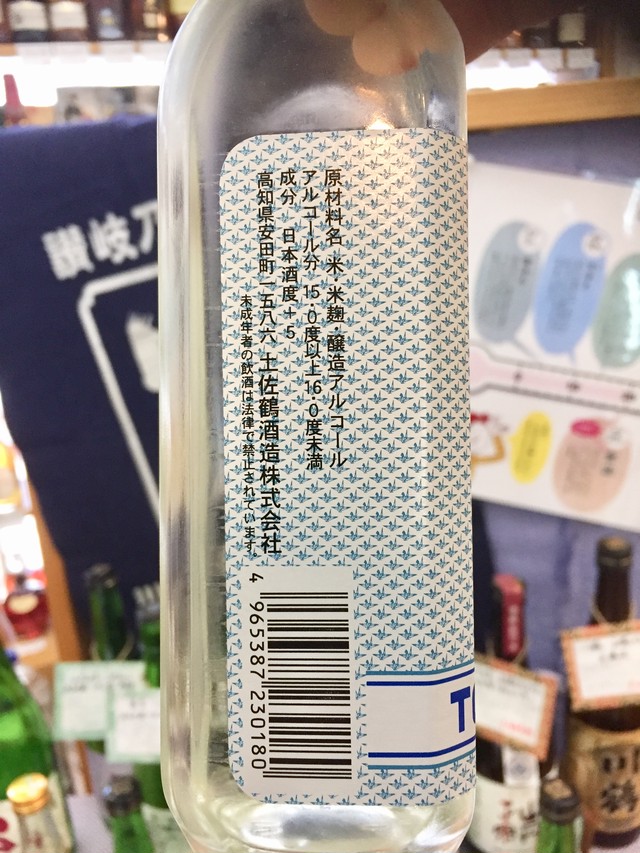 原材料名 米・米麹・醸造アルコール
アルコール分 15.0度以上16.0度未満
成分 日本酒度+5
高知県安田町一五八六 土佐鶴酒造株式会社
未成年者の飲酒は法律で禁止されています。
4 965387 230180
讃岐
川鶴